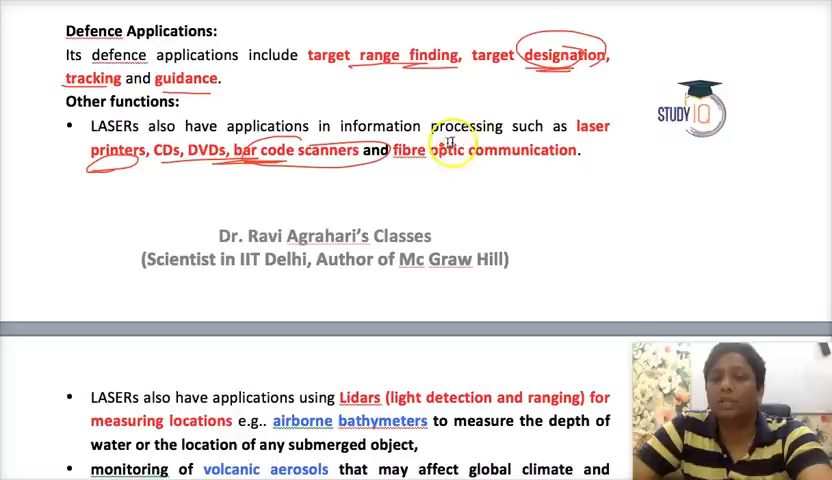 Defence Applications:
Its defence applications include target range finding, target designation,
tracking and guidance.
Other functions:
• LASERs also have applications in information processing such as laser
printers, CDs, DVDs, bar code scanners and fibre optic communication.
STUDY IQ
Dr. Ravi Agrahari's Classes
(Scientist in IIT Delhi, Author of Mc Graw Hill)
• LASERs also have applications using Lidars (light detection and ranging) for
measuring locations e.g.. airborne bathymeters to measure the depth of
water or the location of any submerged object,
• monitoring of volcanic aerosols that may affect global climate and